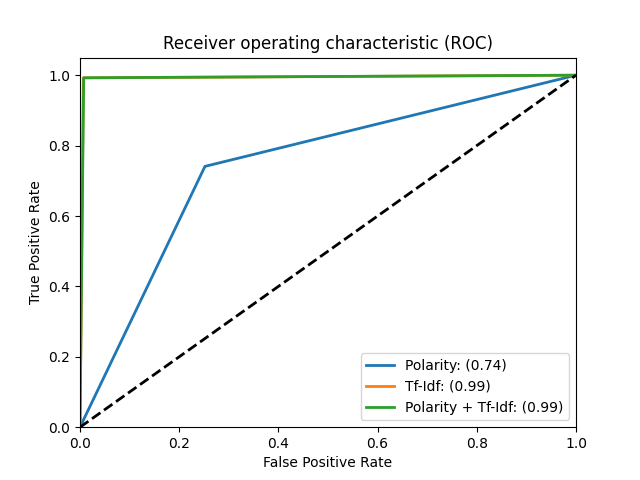 Receiver operating characteristic (ROC)
1.0
0.8
0.6
0.4
0.2
0.0
True Positive Rate
Polarity: (0.74)
Tf-Idf: (0.99)
Polarity + Tf-Idf: (0.99)
0.0 0.2 0.4 0.6 0.8 1.0
False Positive Rate